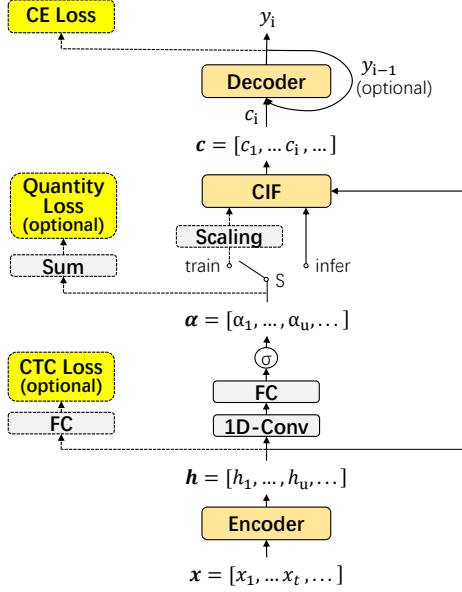 CE Loss
y_i
y_{i−1}
(optional)
Decoder
c_i
c = [c_1, … c_i , …]
Quantity
Loss
(optional)
CIF
Scaling
Sum
train
infer
S
α = [α_1, …, α_u, . . . ]
σ
CTC Loss
(optional)
FC
FC
1D-Conv
h = [h_1, …, h_u, . . . ]
Encoder
x = [x_1, … x_t , . . . ]